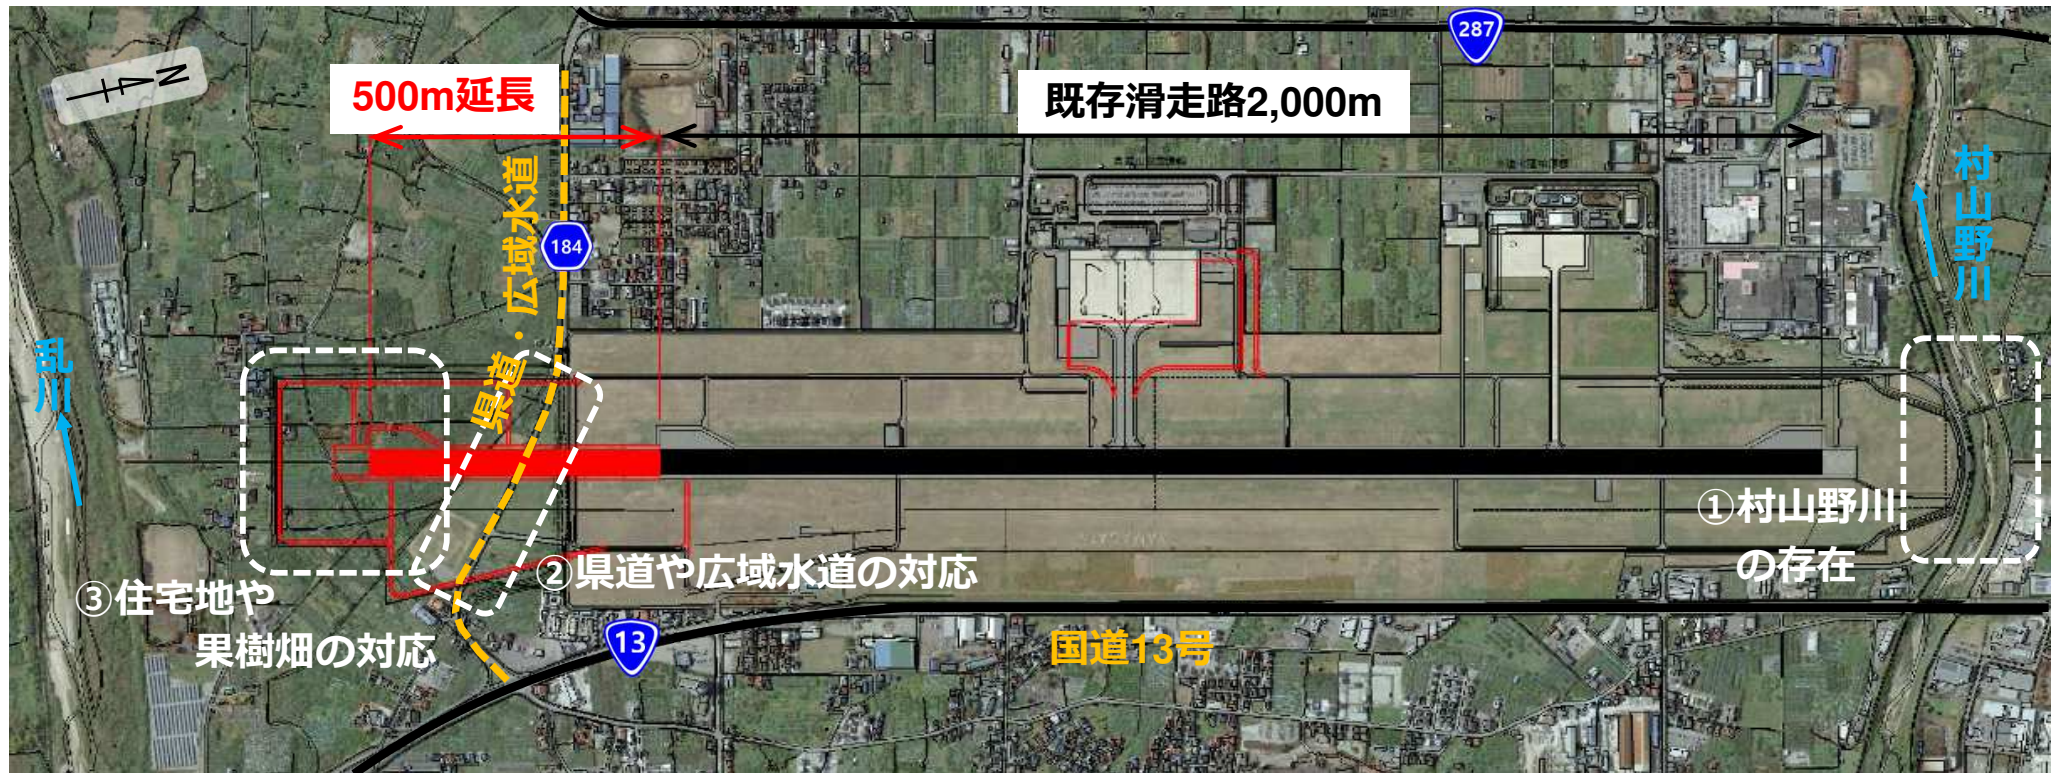 287
N
500m延長
既存滑走路2,000m
県道・広域水道
184
村山野川
乱川
YAMAGATA
①村山野川
の存在
②県道や広域水道の対応
③住宅地や
果樹畑の対応
13
国道13号